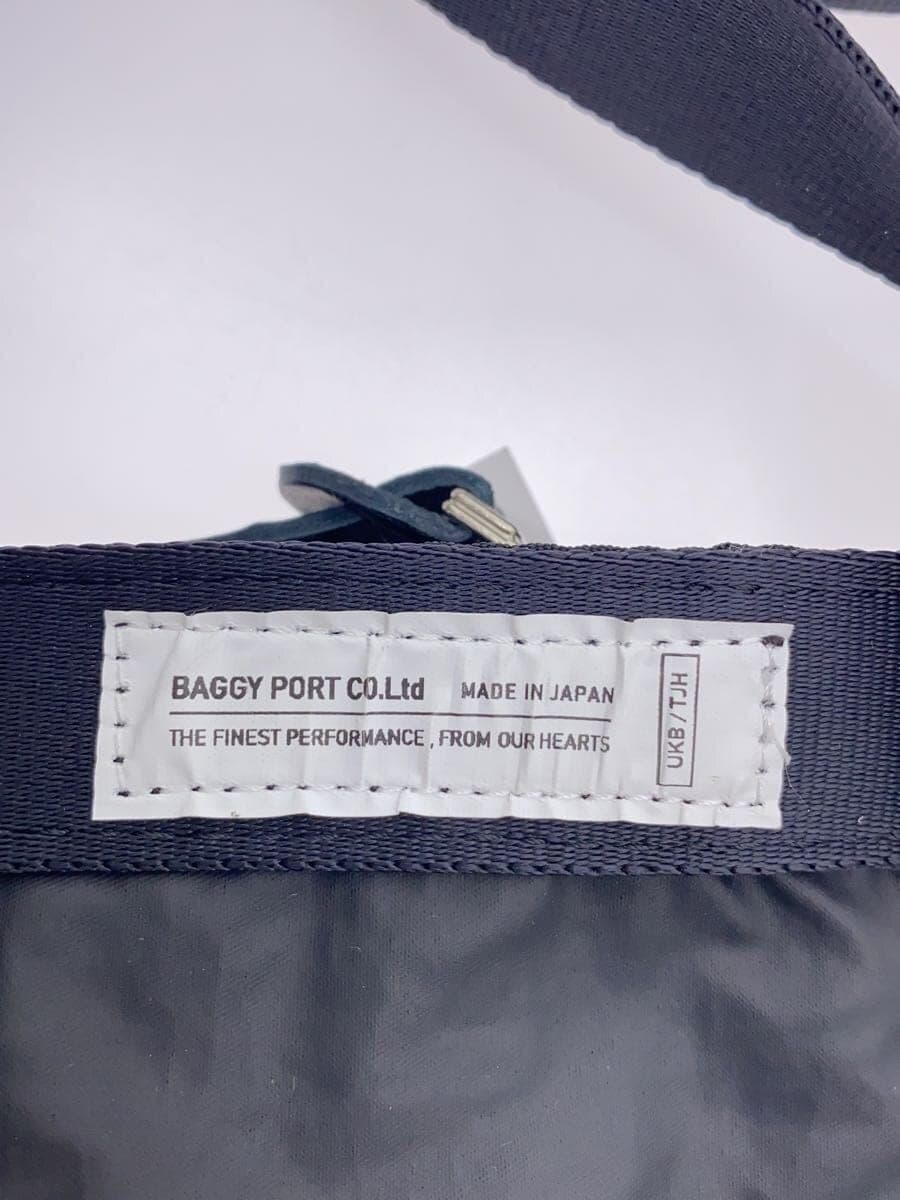 BAGGY PORT CO.Ltd MADE IN JAPAN
THE FINEST PERFORMANCE , FROM OUR HEARTS
UKB / TJH